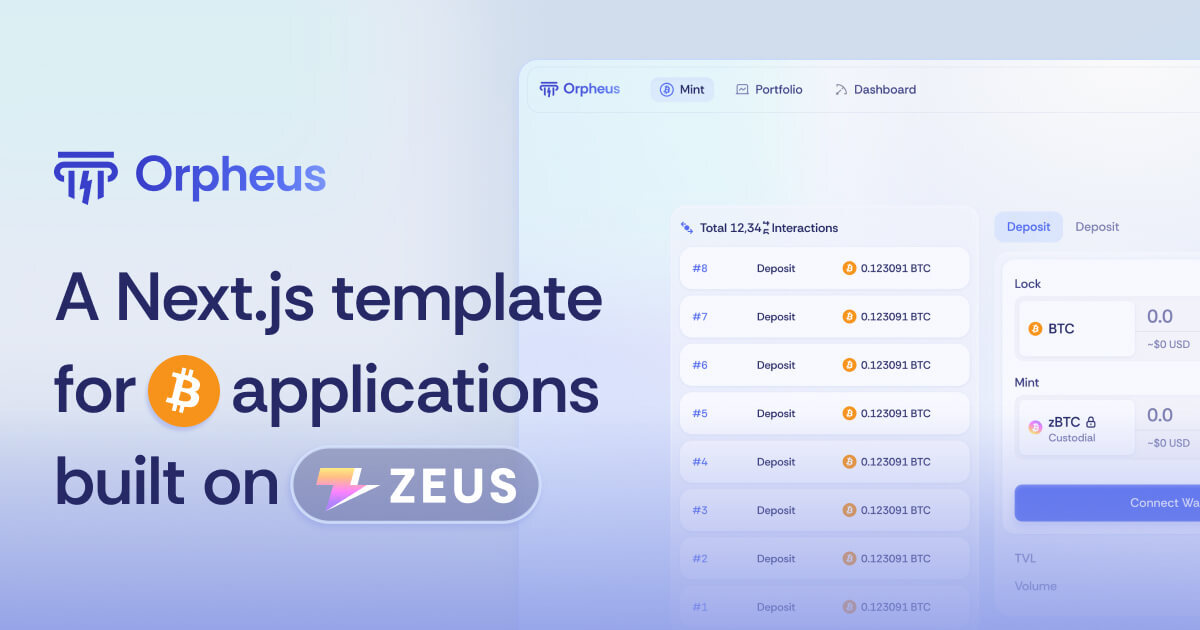 Orpheus
A Next.js template
for applications
built on ZEUS
Orpheus
Mint
Portfolio
Dashboard
Total 12,34 Interactions
#8 Deposit 0.123091 BTC
#7 Deposit 0.123091 BTC
#6 Deposit 0.123091 BTC
#5 Deposit 0.123091 BTC
#4 Deposit 0.123091 BTC
#3 Deposit 0.123091 BTC
#2 Deposit 0.123091 BTC
#1 Deposit 0.123091 BTC
Deposit Deposit
Lock
BTC
0.0
~$0 USD
Mint
zBTC
Custodial
0.0
~$0 USD
Connect Wa
TVL
Volume